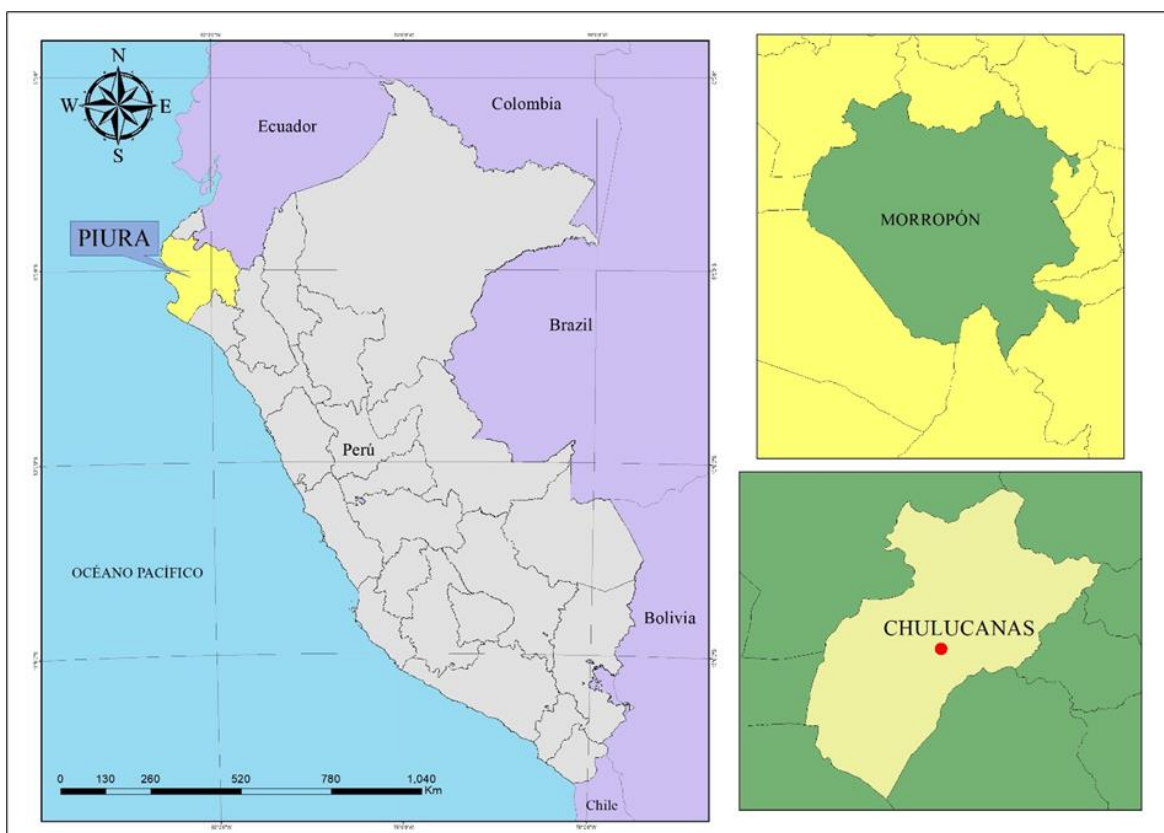 N
W E
S
Colombia
Ecuador
PIURA
Brazil
Perú
OCÉANO PACÍFICO
Bolivia
0 130 260 520 780 1,040
Km
Chile
MORROPÓN
CHULUCANAS